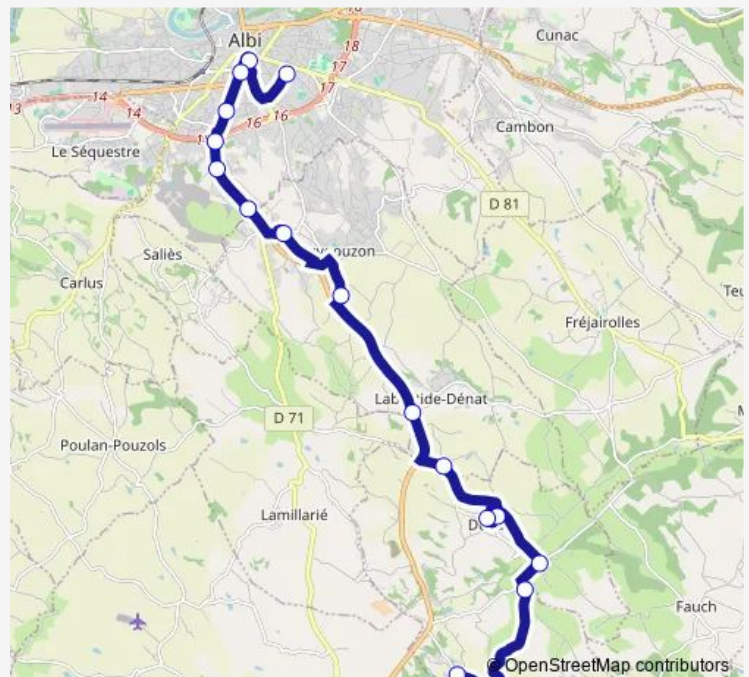 18
Albi
Cunac
18
17
17
13
14
14
16
16
Cambon
Le Séquestre
D 81
Saliès
Carlus
Fréjairolles
D 71
Poulan-Pouzols
Lamillarié
Fauch
© OpenStreetMap contributors